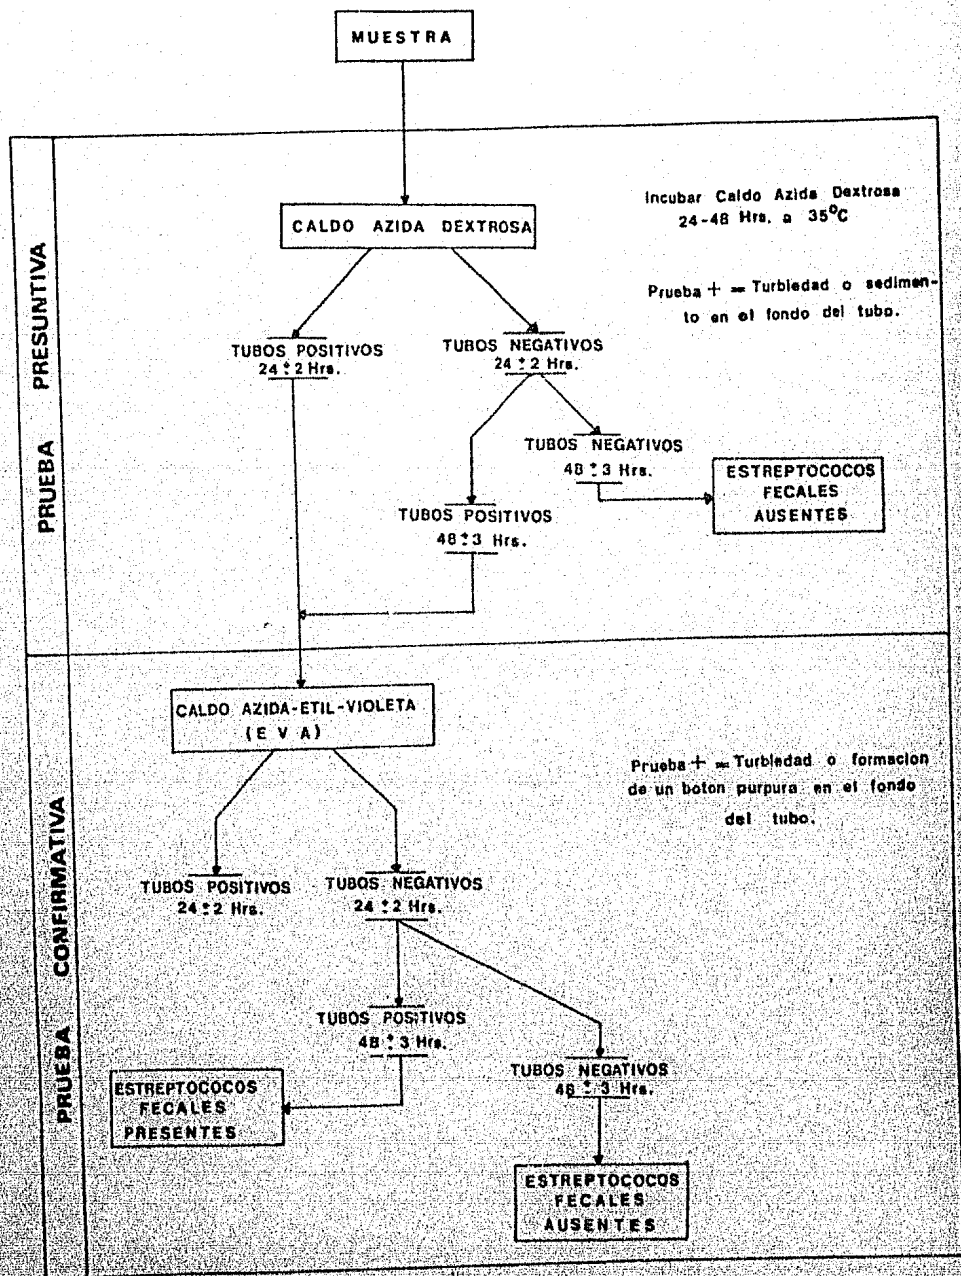 MUESTRA
PRUEBA PRESUNTIVA
CALDO AZIDA DEXTROSA
Incubar Caldo Azida Dextrosa
24-48 Hrs. a 35°C
Prueba + = Turbiedad o sedimen-
to en el fondo del tubo.
TUBOS POSITIVOS
24 ± 2 Hrs.
TUBOS NEGATIVOS
24 ± 2 Hrs.
TUBOS NEGATIVOS
48 ± 3 Hrs.
TUBOS POSITIVOS
48 ± 3 Hrs.
ESTREPTOCOCOS
FECALES
AUSENTES
PRUEBA CONFIRMATIVA
CALDO AZIDA-ETIL-VIOLETA
(E V A)
Prueba + = Turbiedad o formacion
de un boton purpura en el fondo
del tubo.
TUBOS POSITIVOS
24 ± 2 Hrs.
TUBOS NEGATIVOS
24 ± 2 Hrs.
TUBOS POSITIVOS
48 ± 3 Hrs.
TUBOS NEGATIVOS
48 ± 3 Hrs.
ESTREPTOCOCOS
FECALES
PRESENTES
ESTREPTOCOCOS
FECALES
AUSENTES